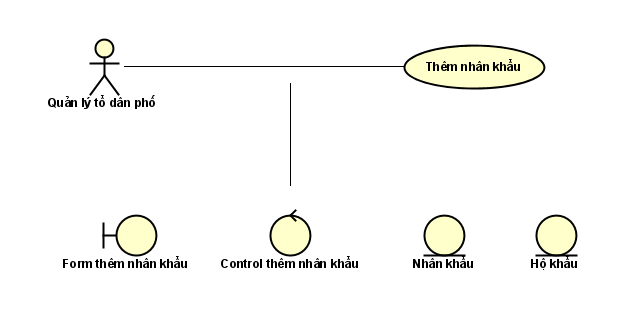 Thêm nhân khẩu
Quản lý tổ dân phố
Form thêm nhân khẩu
Control thêm nhân khẩu
Nhân khẩu
Hộ khẩu